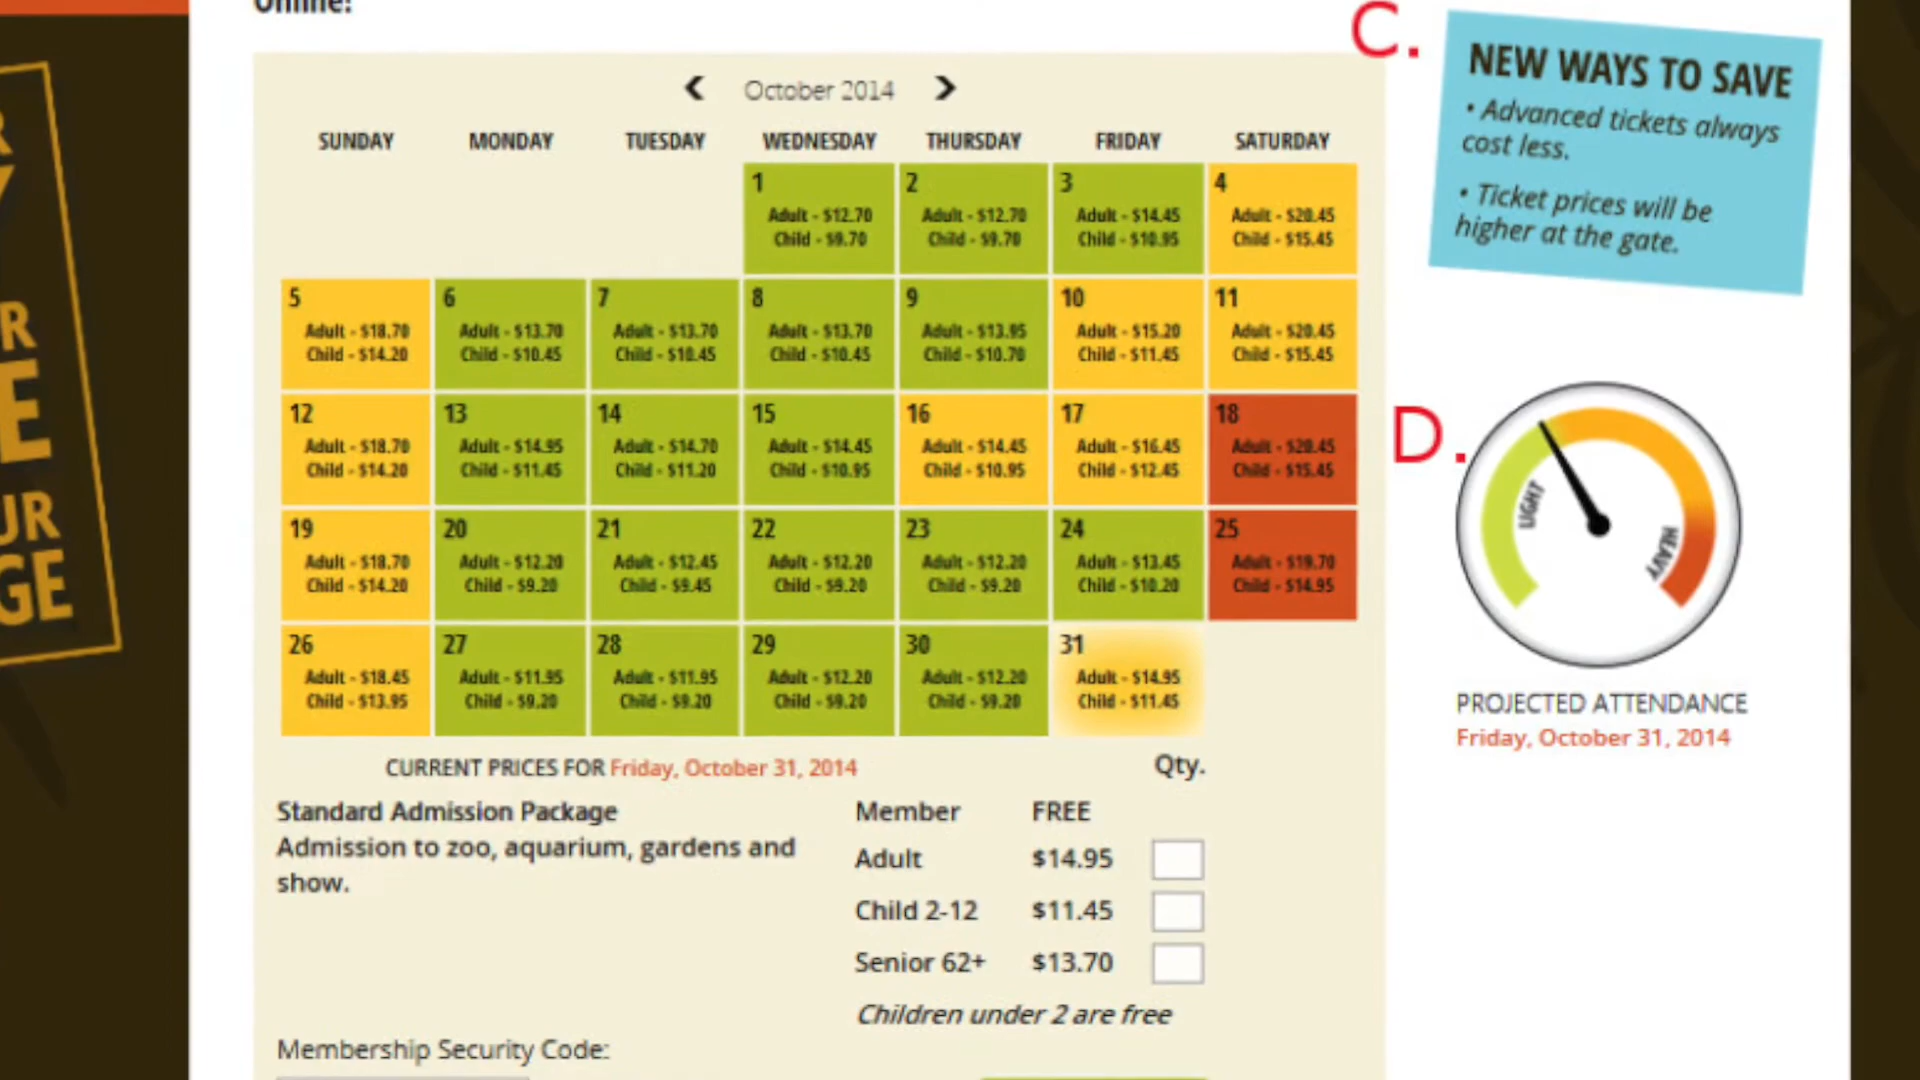 Online:
C.
NEW WAYS TO SAVE
• Advanced tickets always
cost less.
• Ticket prices will be
higher at the gate.
October 2014
SUNDAY MONDAY TUESDAY WEDNESDAY THURSDAY FRIDAY SATURDAY
1 2 3 4
Adult - $12.70 Adult - $12.70 Adult - $14.45 Adult - $20.45
Child - $9.70 Child - $9.70 Child - $10.95 Child - $15.45
5 6 7 8 9 10 11
Adult - $18.70 Adult - $13.70 Adult - $13.70 Adult - $13.70 Adult - $13.95 Adult - $15.20 Adult - $20.45
Child - $14.20 Child - $10.45 Child - $10.45 Child - $10.45 Child - $10.70 Child - $11.45 Child - $15.45
12 13 14 15 16 17 18
Adult - $18.70 Adult - $14.95 Adult - $14.70 Adult - $14.45 Adult - $14.45 Adult - $16.45 Adult - $20.45
Child - $14.20 Child - $11.45 Child - $11.20 Child - $10.95 Child - $10.95 Child - $12.45 Child - $15.45
19 20 21 22 23 24 25
Adult - $18.70 Adult - $12.20 Adult - $12.45 Adult - $12.20 Adult - $12.20 Adult - $13.45 Adult - $19.70
Child - $14.20 Child - $9.20 Child - $9.45 Child - $9.20 Child - $9.20 Child - $10.20 Child - $14.95
26 27 28 29 30 31
Adult - $18.45 Adult - $11.95 Adult - $11.95 Adult - $12.20 Adult - $12.20 Adult - $14.95
Child - $13.95 Child - $9.20 Child - $9.20 Child - $9.20 Child - $9.20 Child - $11.45
D.
LIGHT
HEAVY
PROJECTED ATTENDANCE
Friday, October 31, 2014
CURRENT PRICES FOR Friday, October 31, 2014 Qty.
Standard Admission Package
Admission to zoo, aquarium, gardens and
show.
Member FREE
Adult $14.95
Child 2-12 $11.45
Senior 62+ $13.70
Children under 2 are free
Membership Security Code:
R
Y
R
E
UR
GE